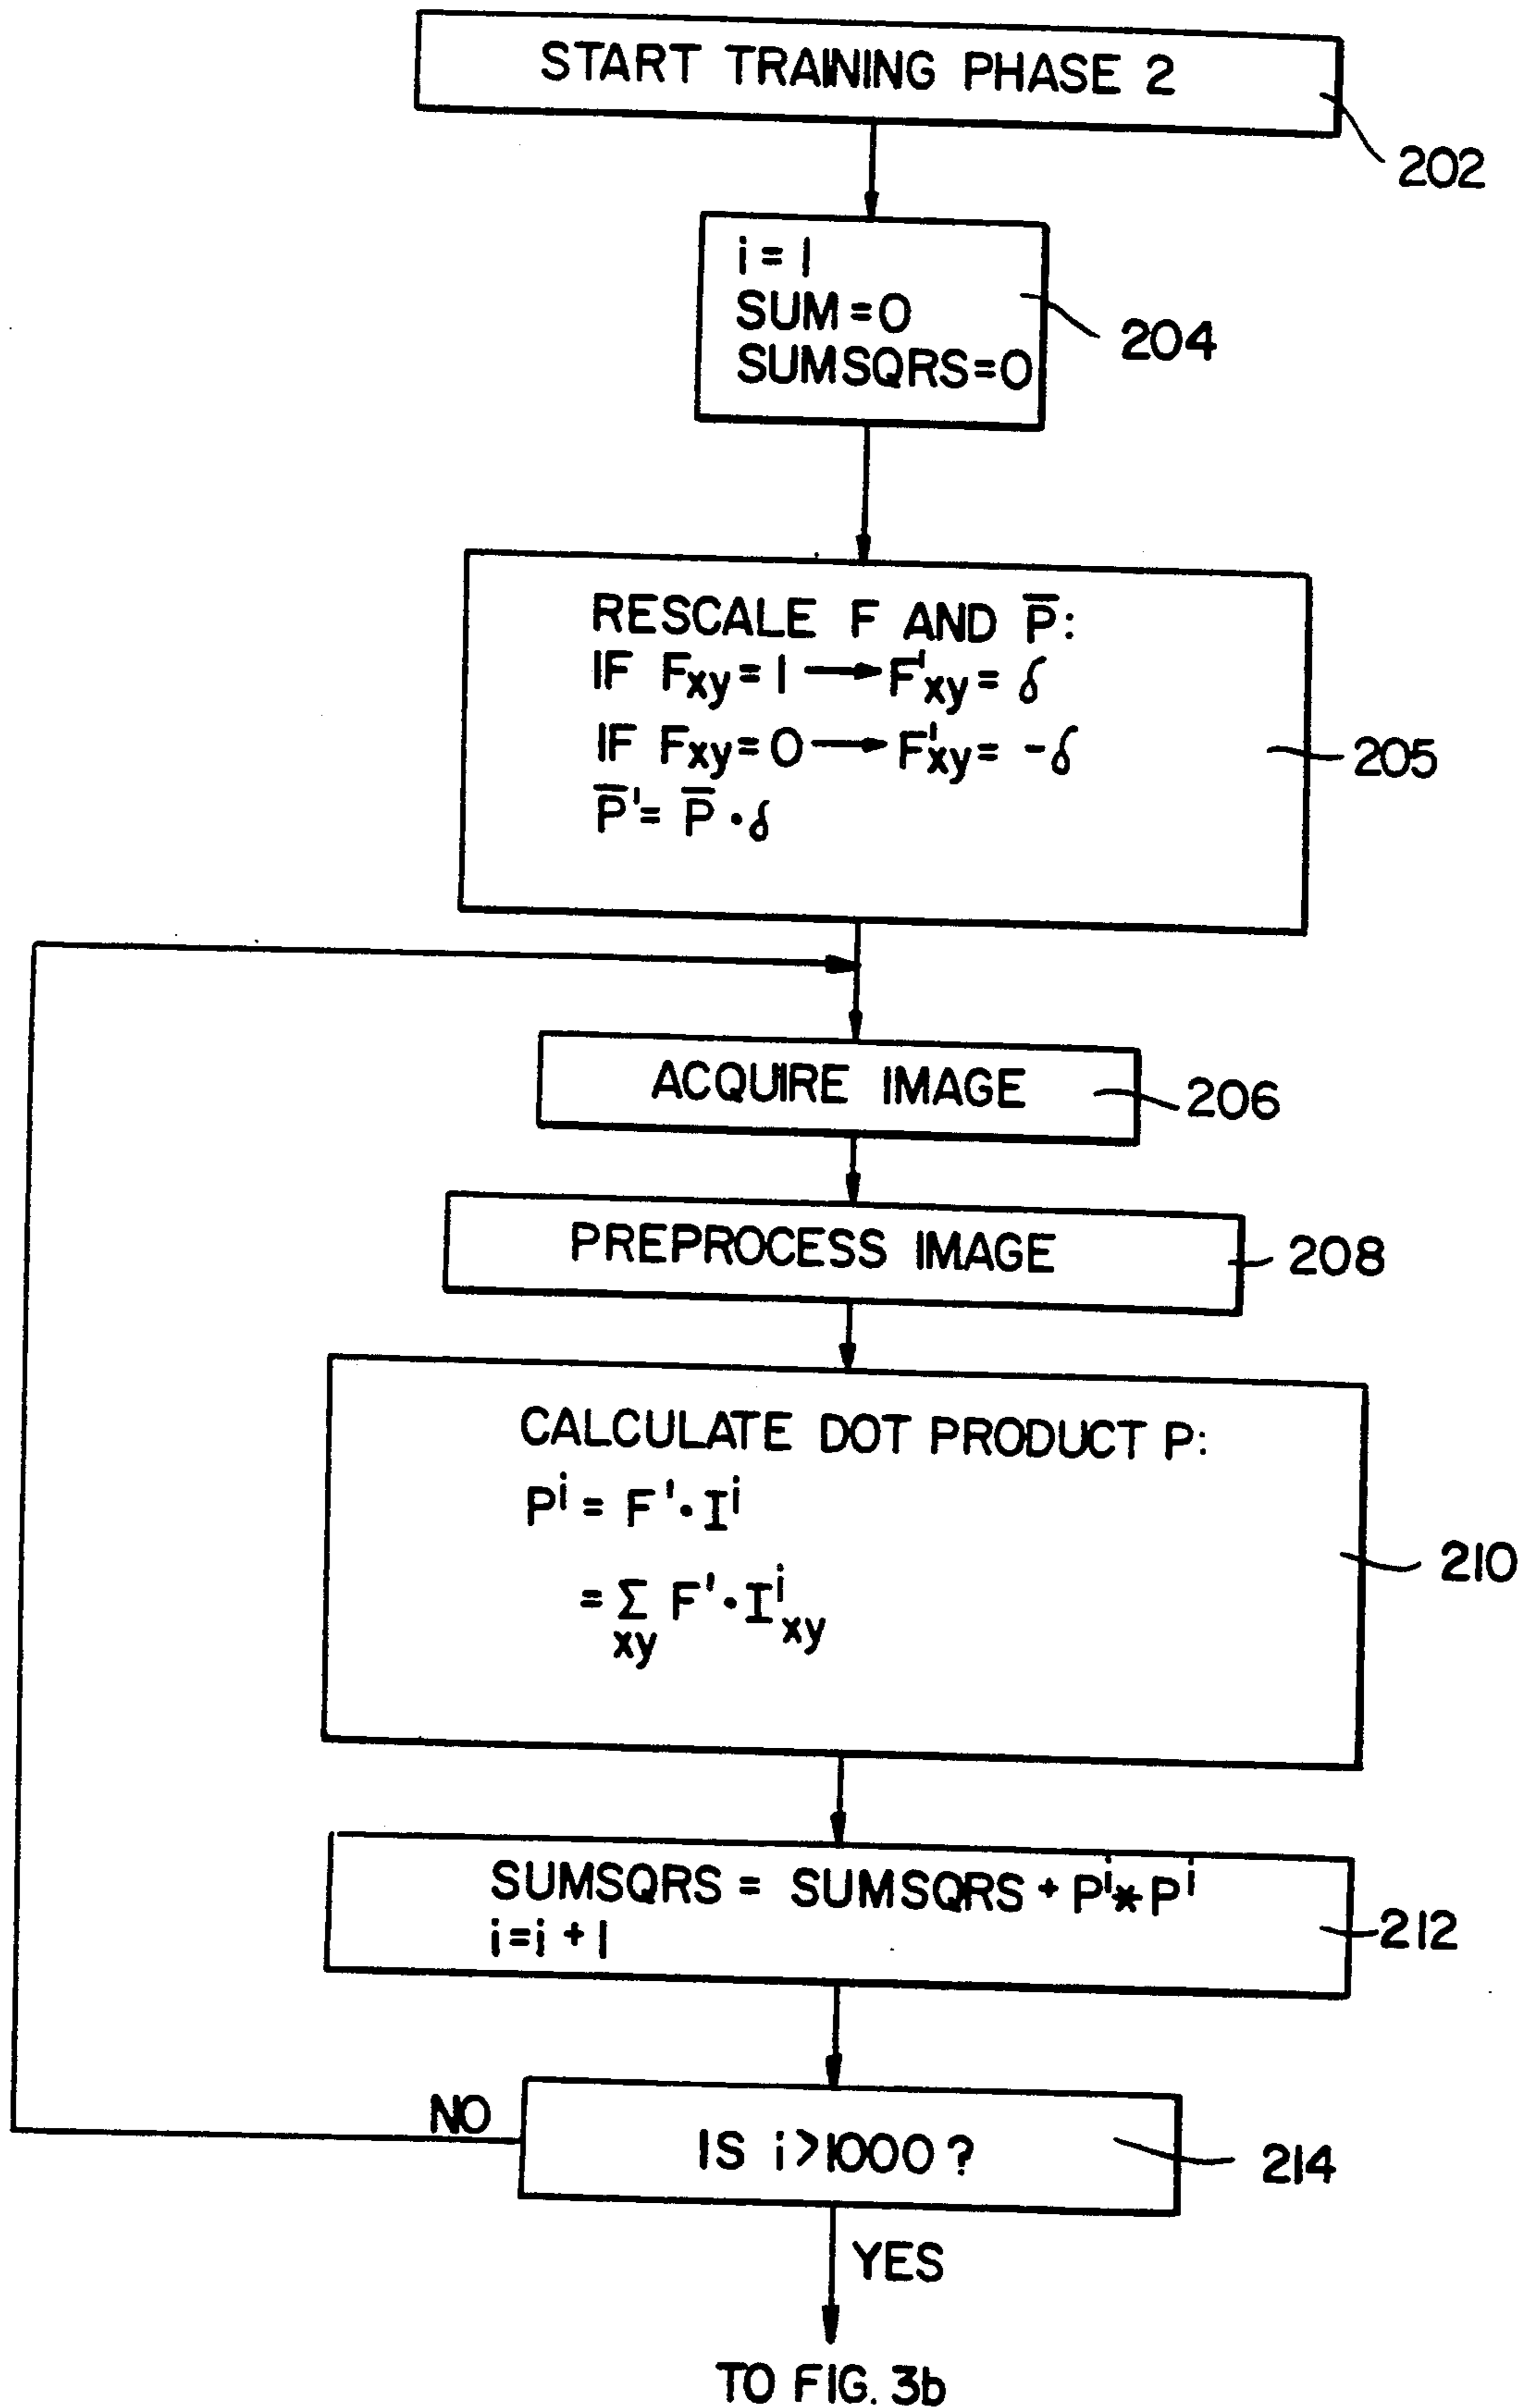 START TRAINING PHASE 2
202
i = 1
SUM = 0
SUMSQRS = 0
204
RESCALE F AND P̅:
IF Fxy = 1 → F'xy = δ
IF Fxy = 0 → F'xy = -δ
P̅' = P̅ · δ
205
ACQUIRE IMAGE
206
PREPROCESS IMAGE
208
CALCULATE DOT PRODUCT P:
Pⁱ = F' · Iⁱ
= Σxy F' · Iⁱxy
210
SUMSQRS = SUMSQRS + Pⁱ * Pⁱ
i = i + 1
212
NO
IS i > 1000 ?
214
YES
TO FIG. 3b